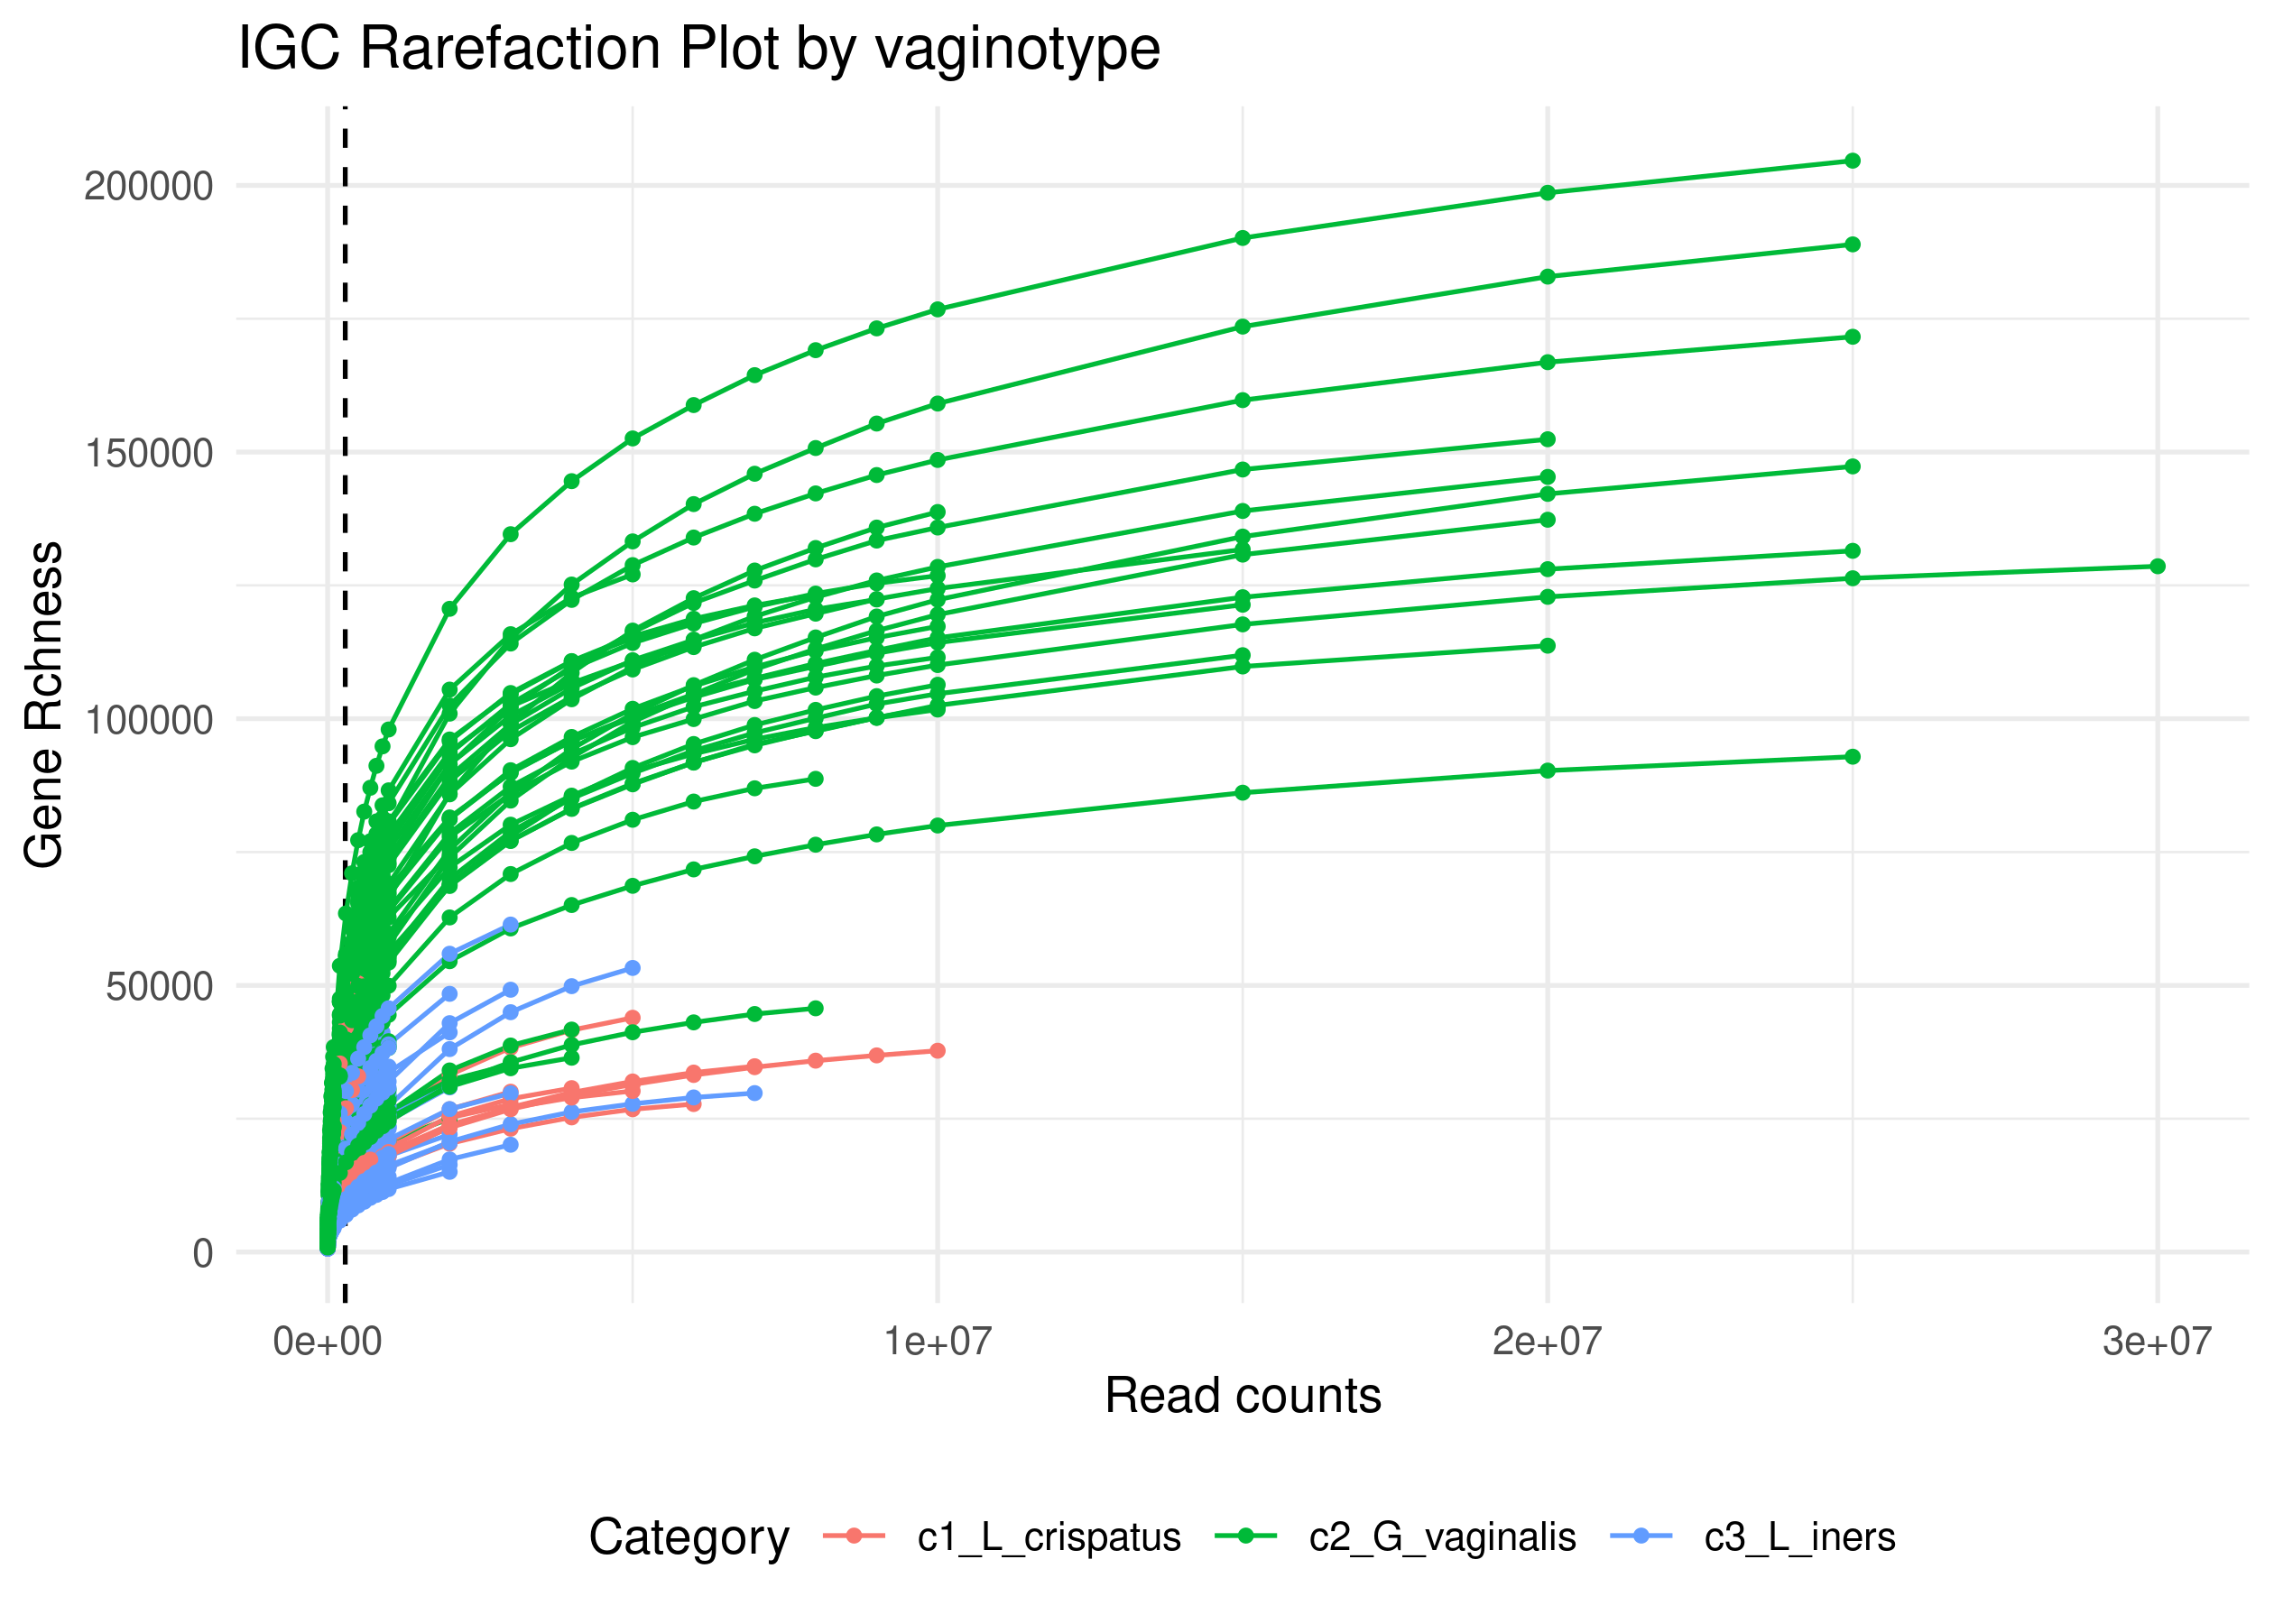 IGC Rarefaction Plot by vaginotype
Gene Rchness
200000
150000
100000
50000
0
0e+00 1e+07 2e+07 3e+07
Read counts
Category c1_L_crispatus c2_G_vaginalis c3_L_iners